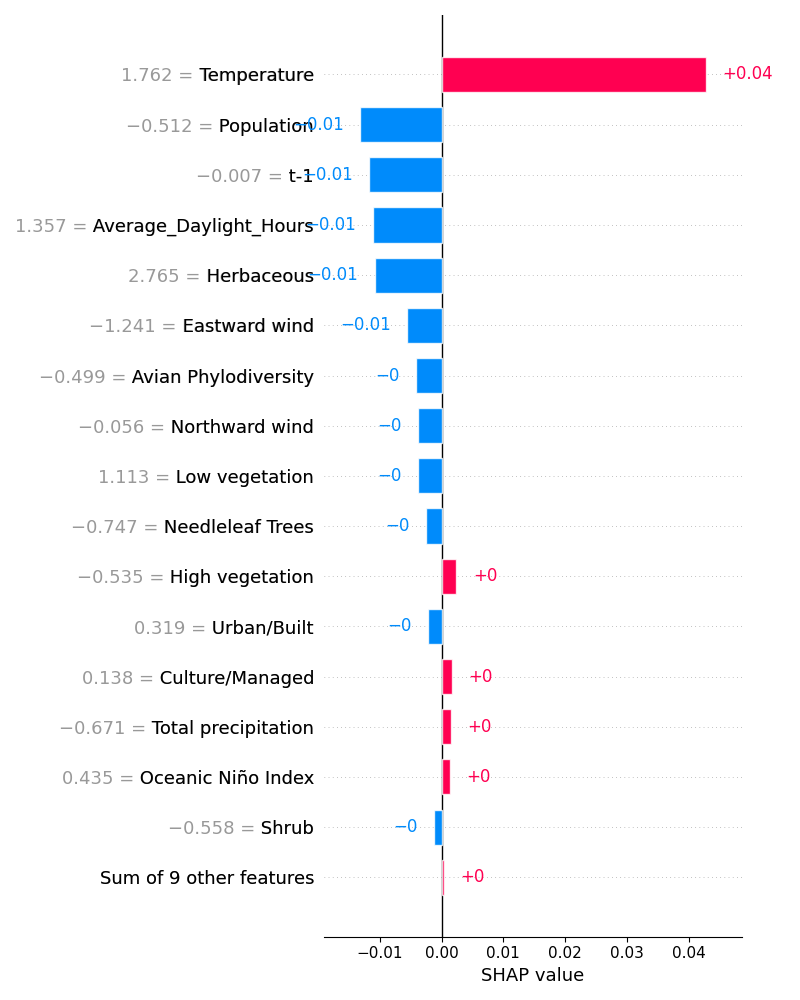 1.762 = Temperature +0.04
−0.512 = Population −0.01
−0.007 = t-1 −0.01
1.357 = Average_Daylight_Hours −0.01
2.765 = Herbaceous −0.01
−1.241 = Eastward wind −0.01
−0.499 = Avian Phylodiversity −0
−0.056 = Northward wind −0
1.113 = Low vegetation −0
−0.747 = Needleleaf Trees −0
−0.535 = High vegetation +0
0.319 = Urban/Built −0
0.138 = Culture/Managed +0
−0.671 = Total precipitation +0
0.435 = Oceanic Niño Index +0
−0.558 = Shrub −0
Sum of 9 other features +0
−0.01 0.00 0.01 0.02 0.03 0.04
SHAP value